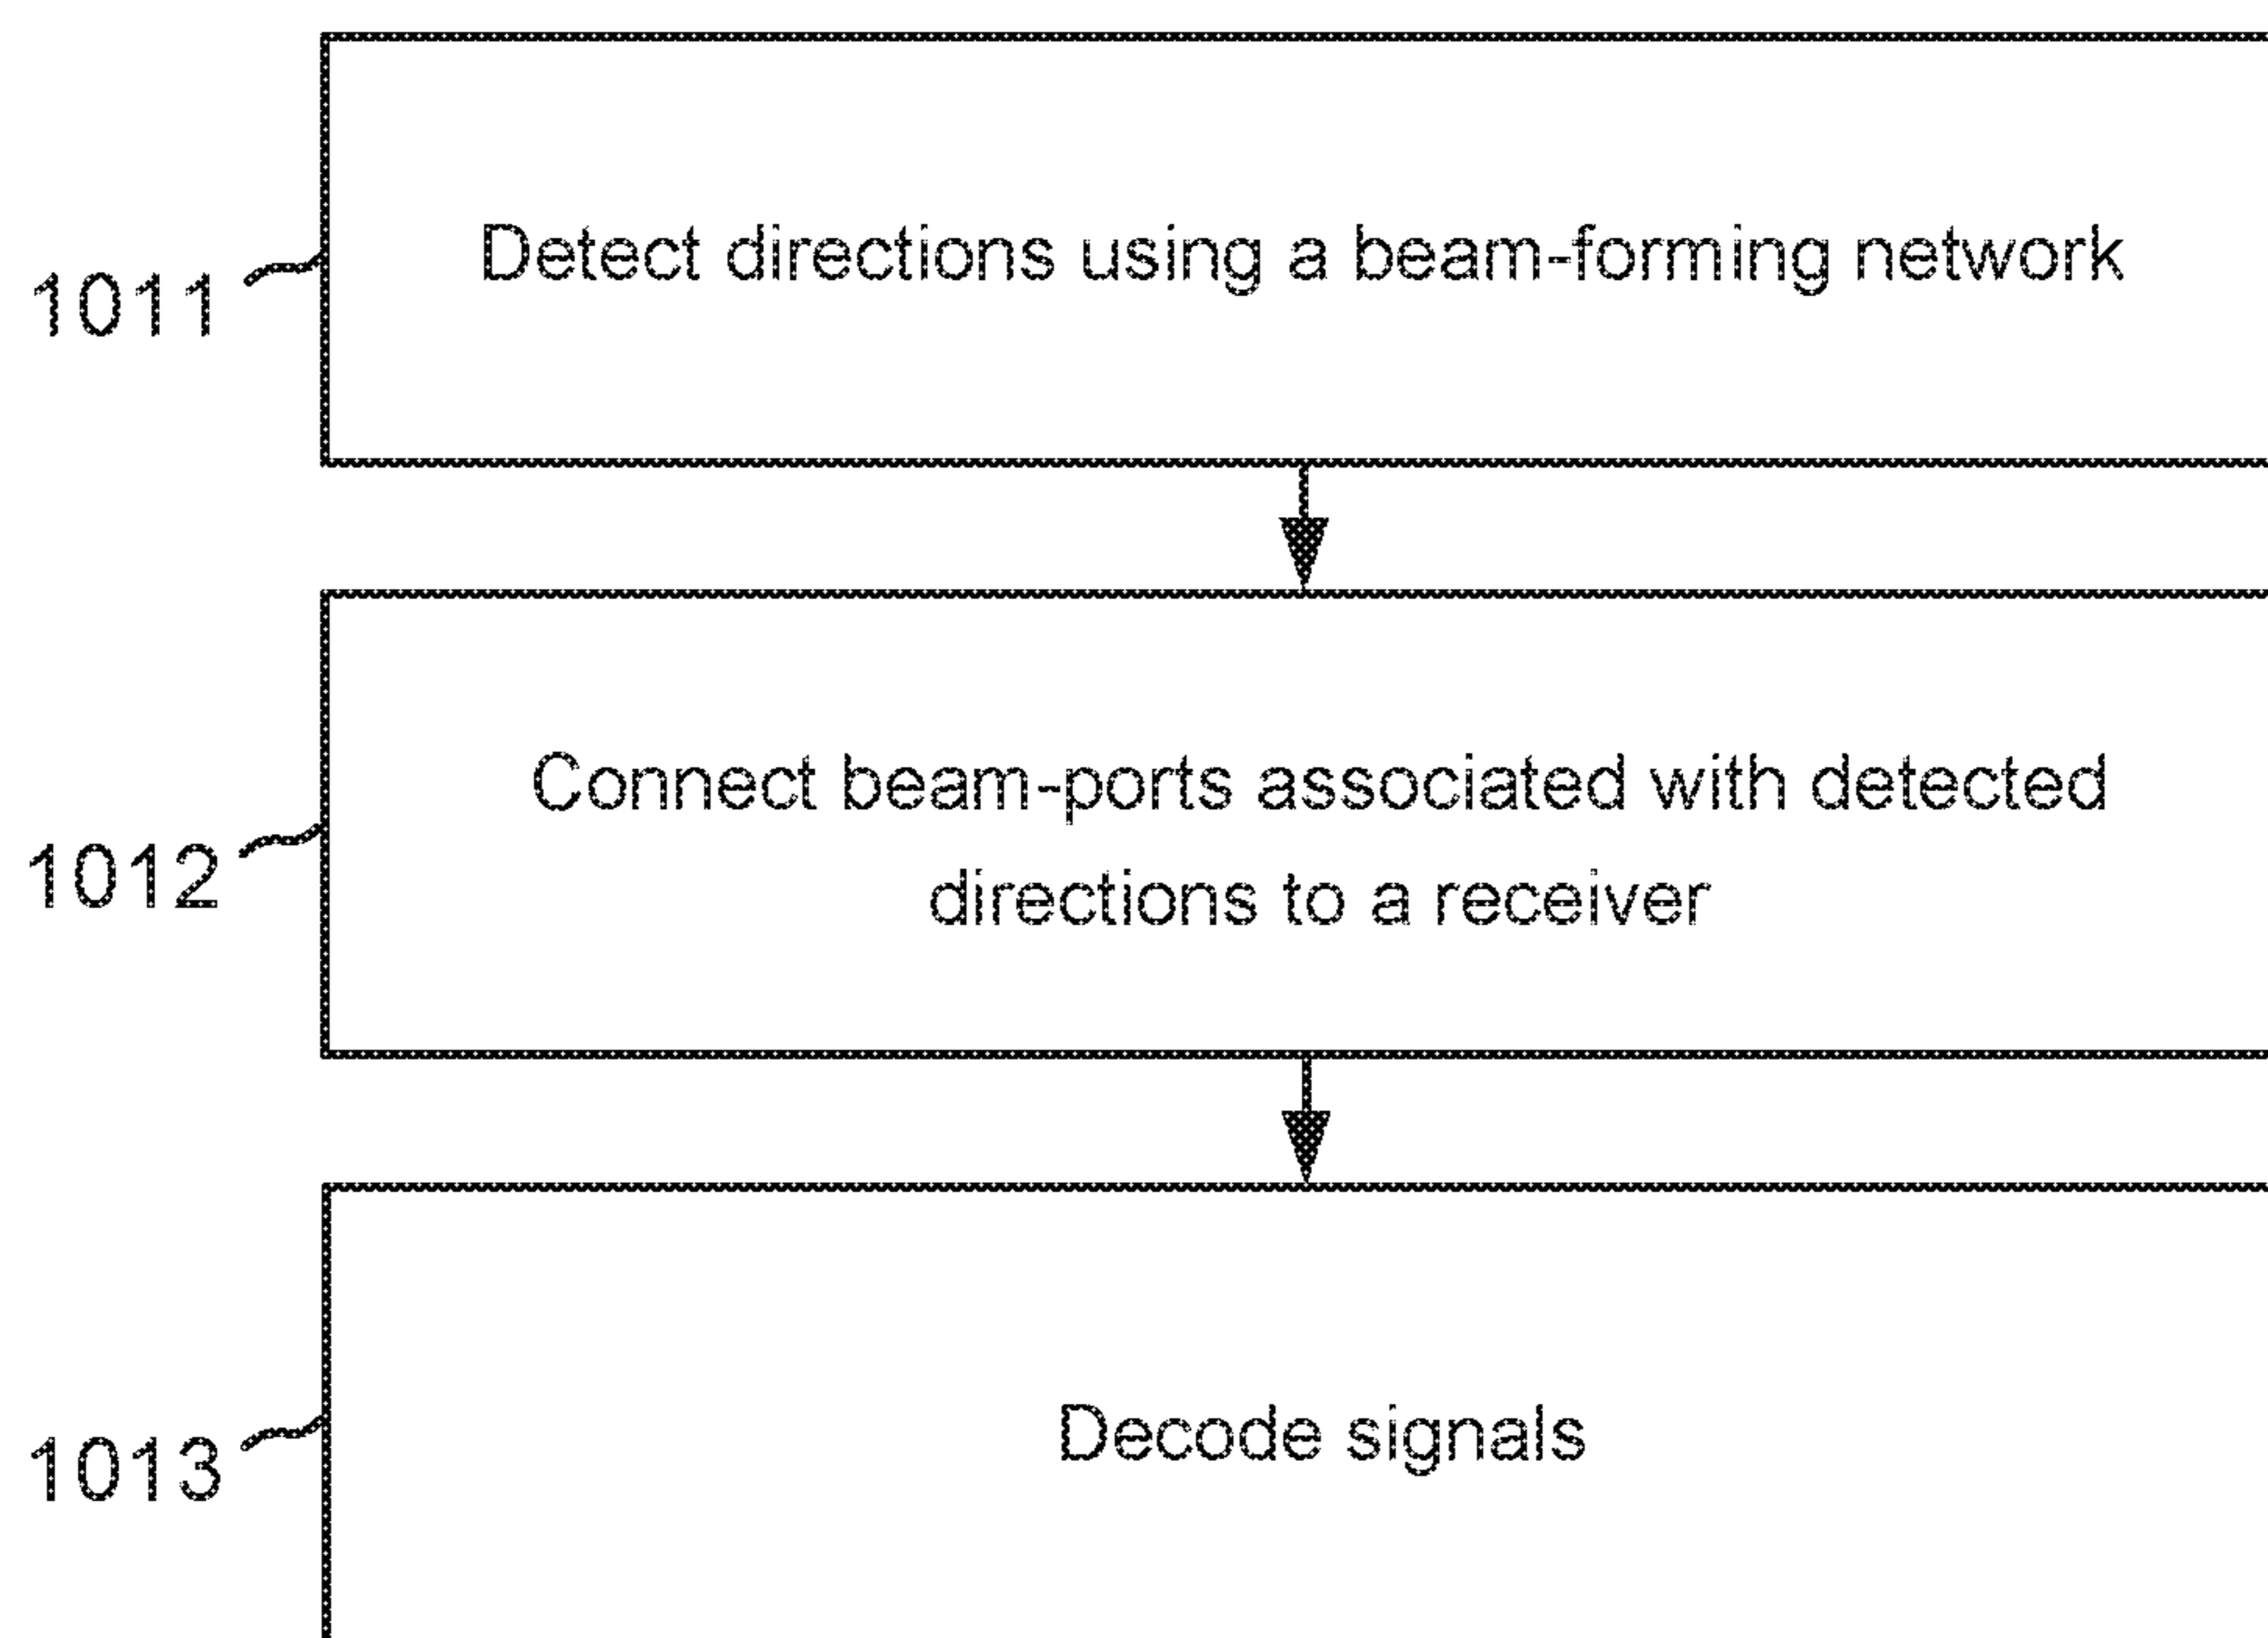 1011
Detect directions using a beam-forming network
1012
Connect beam-ports associated with detected
directions to a receiver
1013
Decode signals